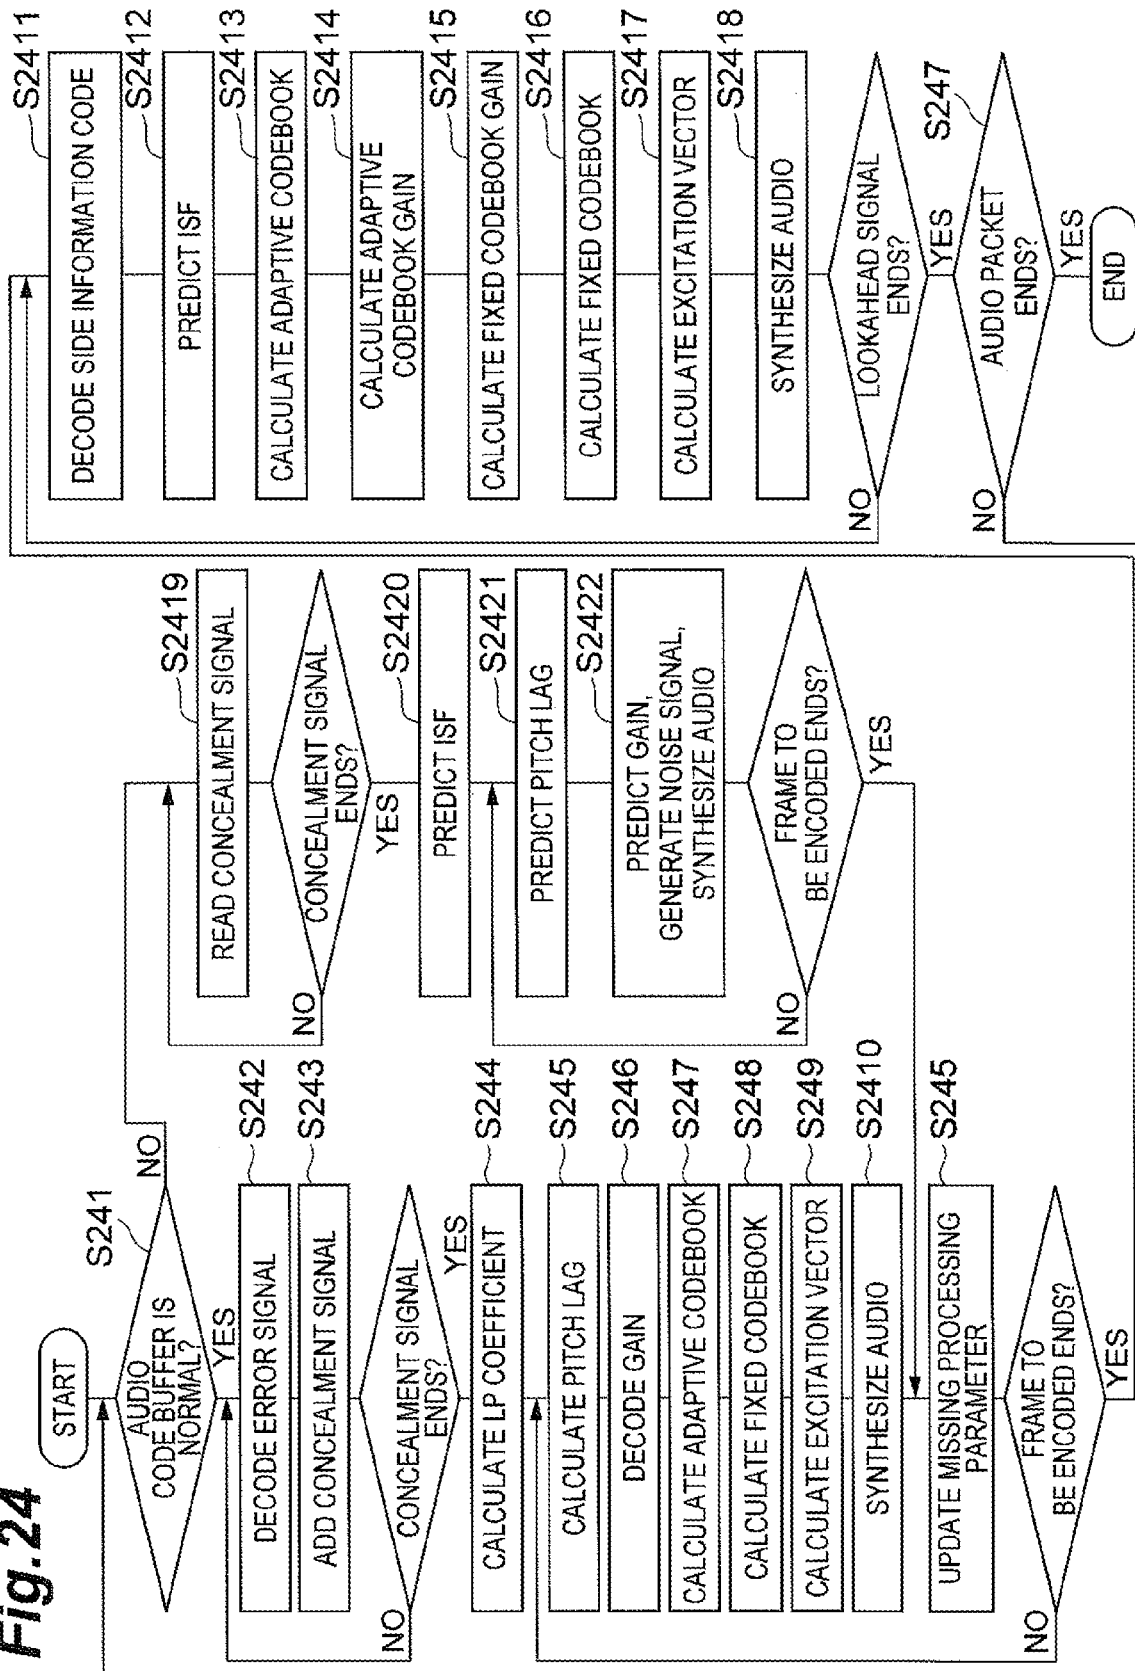 Fig.24
START
AUDIO
CODE BUFFER IS
NORMAL?
S241
NO
YES
DECODE ERROR SIGNAL
S242
ADD CONCEALMENT SIGNAL
S243
CONCEALMENT SIGNAL
ENDS?
NO
YES
CALCULATE LP COEFFICIENT
S244
CALCULATE PITCH LAG
S245
DECODE GAIN
S246
CALCULATE ADAPTIVE CODEBOOK
S247
CALCULATE FIXED CODEBOOK
S248
CALCULATE EXCITATION VECTOR
S249
SYNTHESIZE AUDIO
S2410
UPDATE MISSING PROCESSING
PARAMETER
S245
FRAME TO
BE ENCODED ENDS?
NO
YES
READ CONCEALMENT SIGNAL
S2419
CONCEALMENT SIGNAL
ENDS?
NO
YES
PREDICT ISF
S2420
PREDICT PITCH LAG
S2421
PREDICT GAIN,
GENERATE NOISE SIGNAL,
SYNTHESIZE AUDIO
S2422
FRAME TO
BE ENCODED ENDS?
NO
YES
DECODE SIDE INFORMATION CODE
S2411
PREDICT ISF
S2412
CALCULATE ADAPTIVE CODEBOOK
S2413
CALCULATE ADAPTIVE
CODEBOOK GAIN
S2414
CALCULATE FIXED CODEBOOK GAIN
S2415
CALCULATE FIXED CODEBOOK
S2416
CALCULATE EXCITATION VECTOR
S2417
SYNTHESIZE AUDIO
S2418
LOOKAHEAD SIGNAL
ENDS?
NO
YES
AUDIO PACKET
ENDS?
S247
NO
YES
END